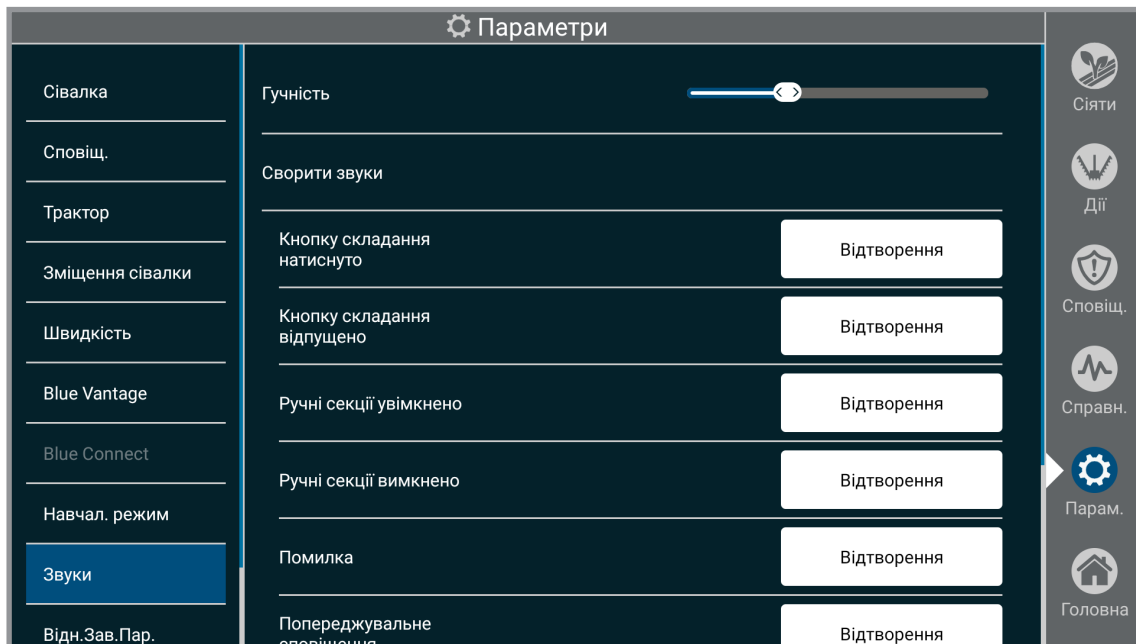 Параметри
Сівалка
Сповіщ.
Трактор
Зміщення сівалки
Швидкість
Blue Vantage
Blue Connect
Навчал. режим
Звуки
Відн.Зав.Пар.
Гучність
Сворити звуки
Кнопку складання
натиснуто
Відтворення
Кнопку складання
відпущено
Відтворення
Ручні секції увімкнено
Відтворення
Ручні секції вимкнено
Відтворення
Помилка
Відтворення
Попереджувальне
сповіщення
Відтворення
Сіяти
Дії
Сповіщ.
Справн.
Парам.
Головна